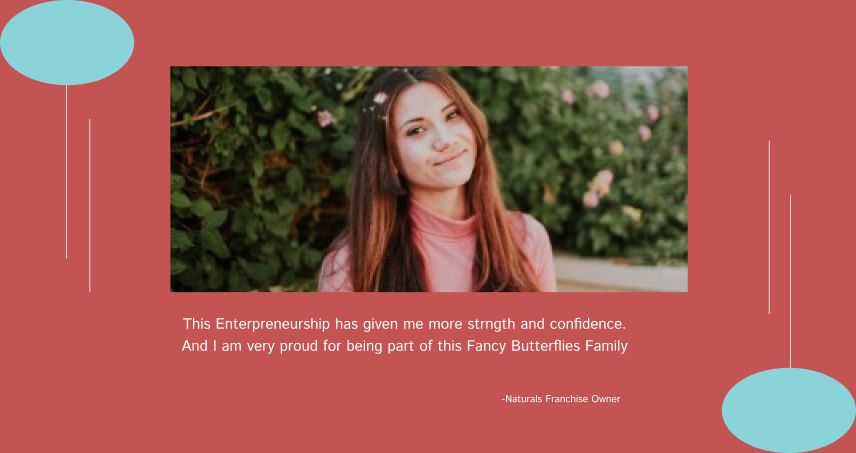 This Enterpreneurship has given me more strngth and confidence.
And I am very proud for being part of this Fancy Butterflies Family
-Naturals Franchise Owner